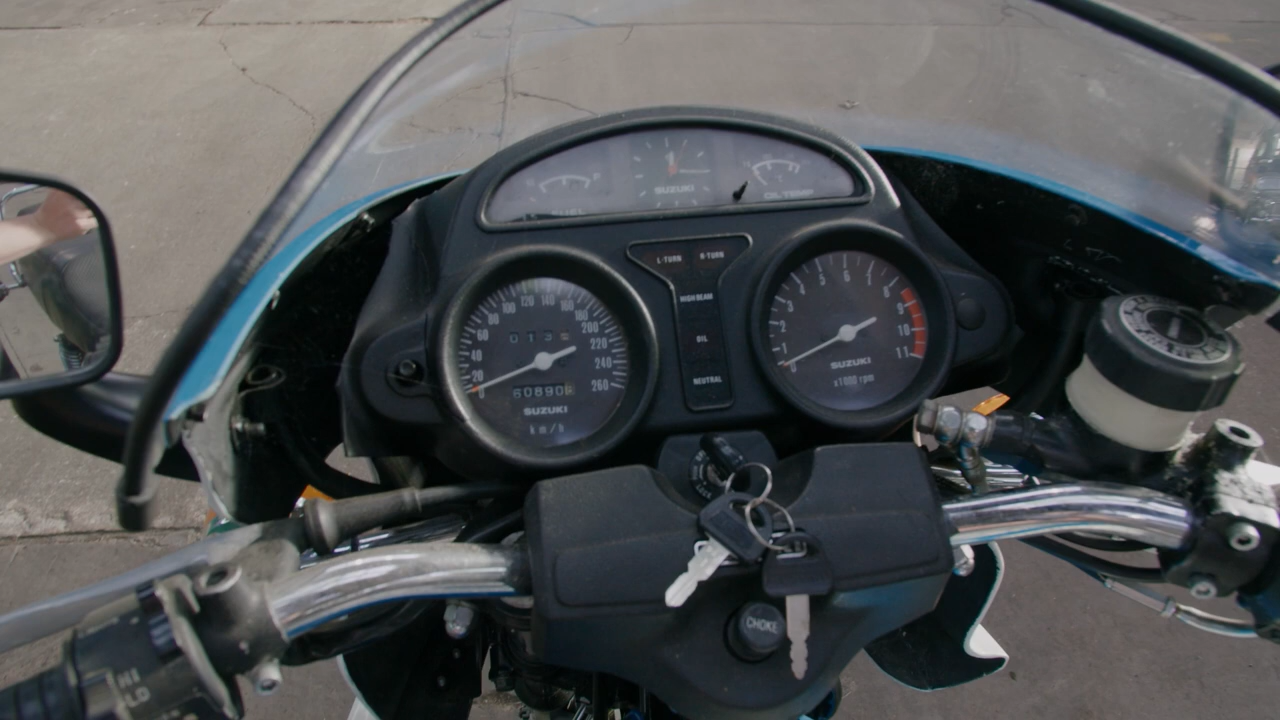 SUZUKI
FUEL
OIL TEMP
L-TURN R-TURN
HIGH BEAM
OIL
NEUTRAL
0 20 40 60 80 100 120 140 160 180 200 220 240 260
60890
SUZUKI
km/h
0 1 2 3 4 5 6 7 8 9 10 11
SUZUKI
x1000 rpm
CHOKE